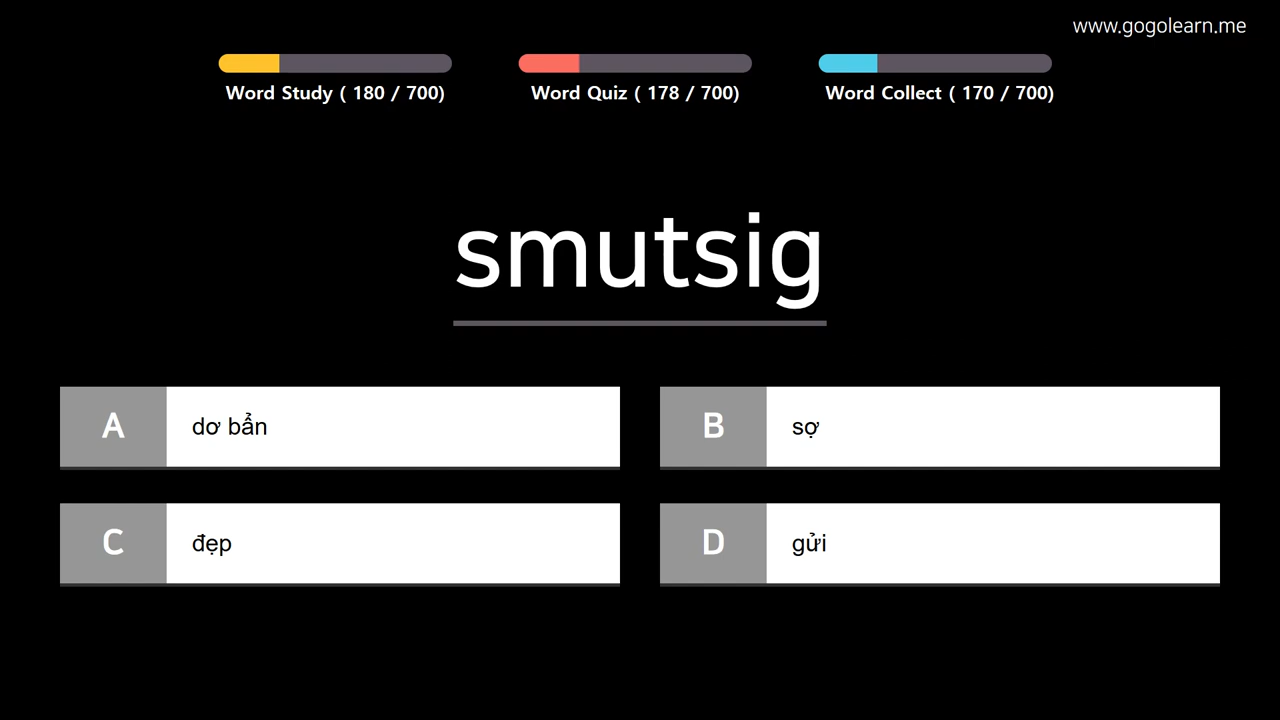 www.gogolearn.me
Word Study ( 180 / 700)
Word Quiz ( 178 / 700)
Word Collect ( 170 / 700)
smutsig
A dơ bẩn
B sợ
C đẹp
D gửi